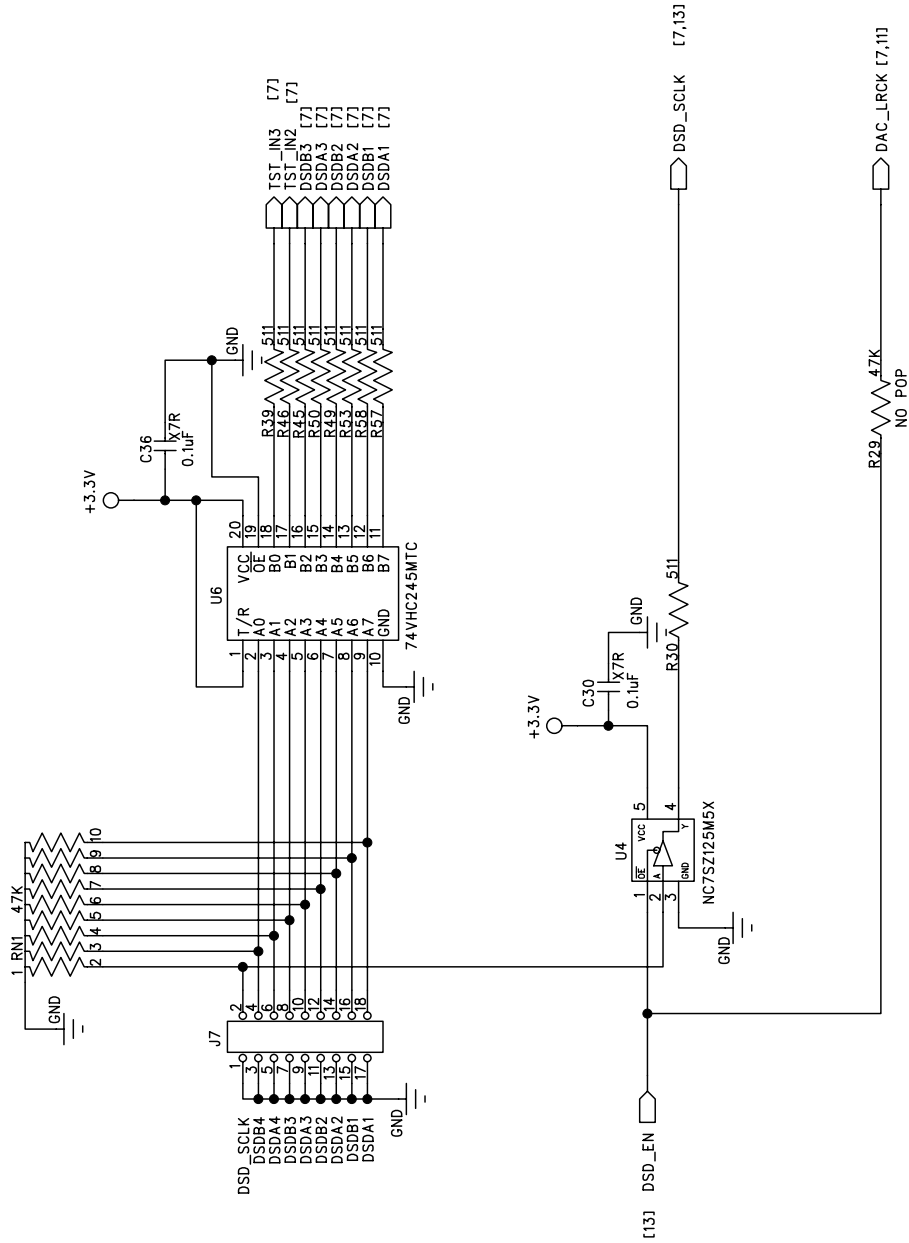 1 RN1 47K
2 3 4 5 6 7 8 9 10
GND
+3.3V
C36
X7R
0.1uF
GND
U6
1 T/R VCC 20
2 A0 OE 19
3 A1 B0 18
4 A2 B1 17
5 A3 B2 16
6 A4 B3 15
7 A5 B4 14
8 A6 B5 13
9 A7 B6 12
10 GND B7 11
74VHC245MTC
GND
R39 511 TST_IN3 [7]
R46 511 TST_IN2 [7]
R45 511 DSDB3 [7]
R50 511 DSDA3 [7]
R49 511 DSDB2 [7]
R53 511 DSDA2 [7]
R58 511 DSDB1 [7]
R57 511 DSDA1 [7]
J7
DSD_SCLK 1 2
DSDB4 3 4
DSDA4 5 6
DSDB3 7 8
DSDA3 9 10
DSDB2 11 12
DSDA2 13 14
DSDB1 15 16
DSDA1 17 18
GND
+3.3V
C30
X7R
0.1uF
GND
U4
1 OE VCC 5
2 A
3 GND Y 4
NC7SZ125M5X
GND
R30 511
DSD_SCLK [7,13]
[13] DSD_EN
R29 47K
NO POP
DAC_LRCK [7,11]